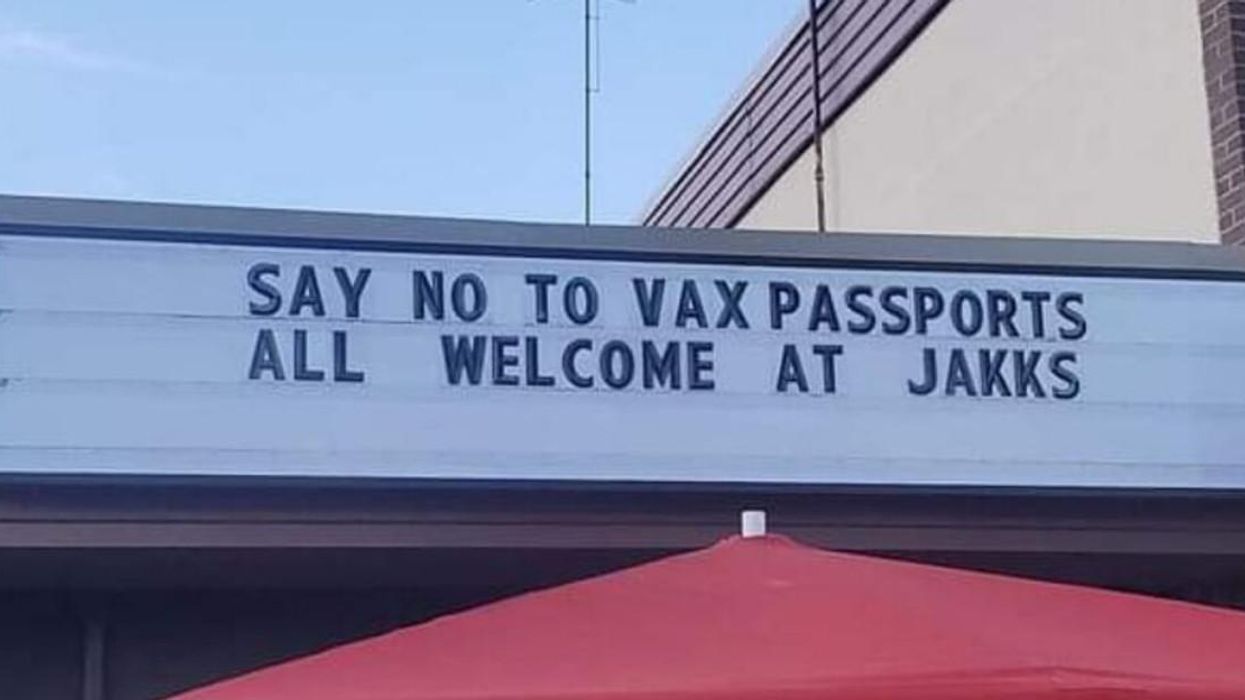 SAY NO TO VAX PASSPORTS
ALL WELCOME AT JAKKS